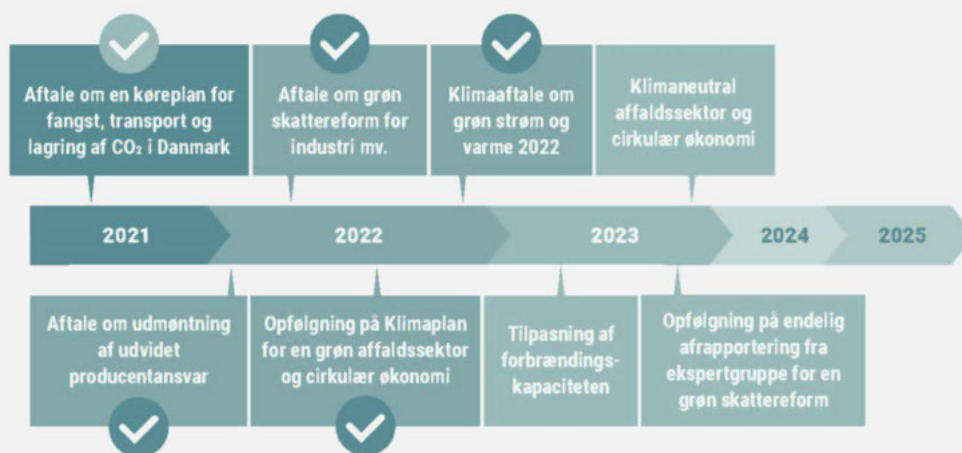 Aftale om en køreplan for
fangst, transport og
lagring af CO₂ i Danmark
Aftale om grøn
skattereform for
industri mv.
Klimaaftale om
grøn strøm og
varme 2022
Klimaneutral
affaldssektor og
cirkulær økonomi
2021
2022
2023
2024
2025
Aftale om udmøntning
af udvidet
producentansvar
Opfølgning på Klimaplan
for en grøn affaldssektor
og cirkulær økonomi
Tilpasning af
forbrændings-
kapaciteten
Opfølgning på endelig
afrapportering fra
ekspertgruppe for en
grøn skattereform